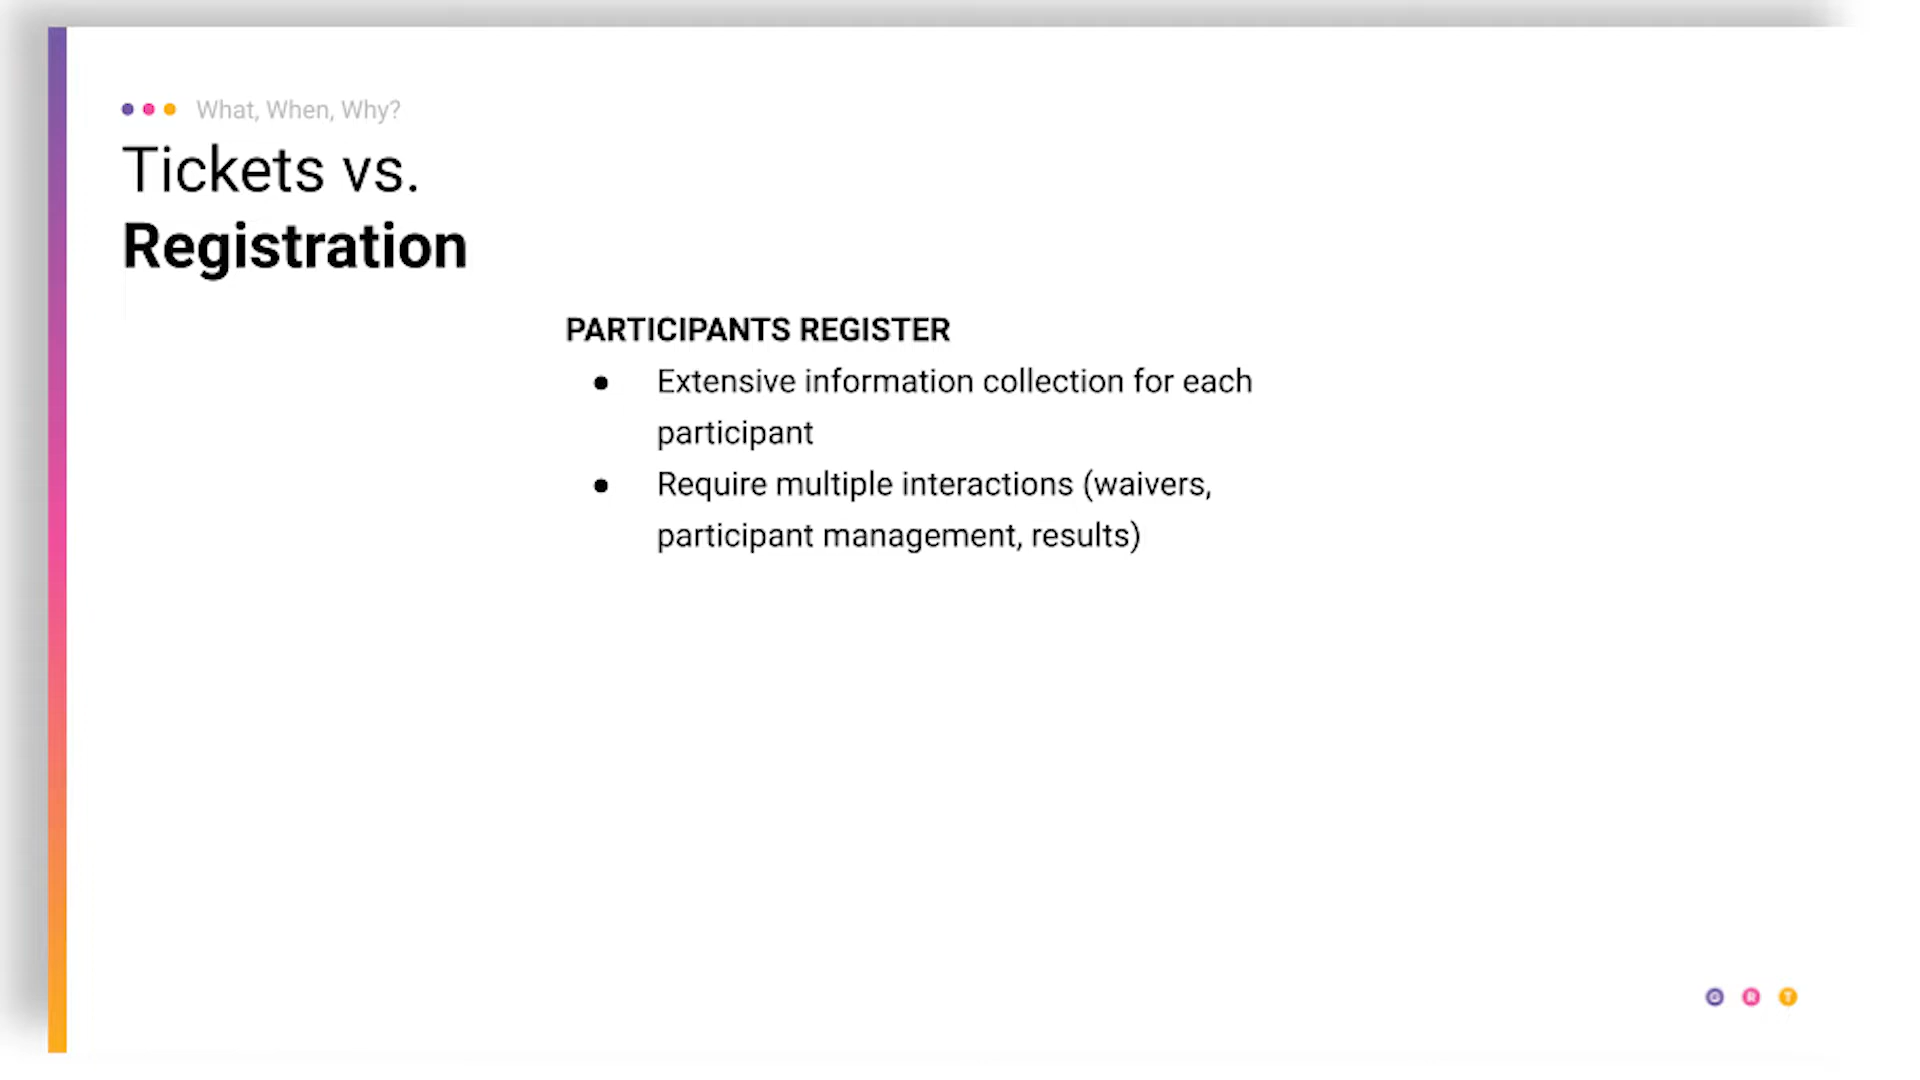 What, When, Why?
Tickets vs.
Registration
PARTICIPANTS REGISTER
● Extensive information collection for each
participant
● Require multiple interactions (waivers,
participant management, results)
G R T